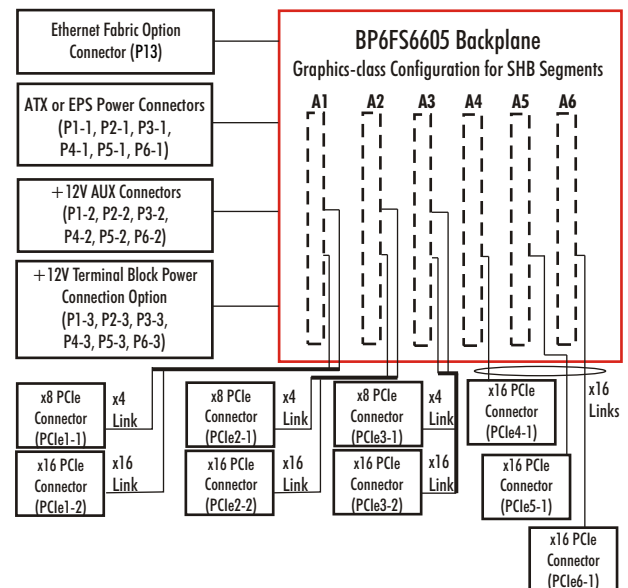 Ethernet Fabric Option
Connector (P13)
BP6FS6605 Backplane
Graphics-class Configuration for SHB Segments
A1 A2 A3 A4 A5 A6
ATX or EPS Power Connectors
(P1-1, P2-1, P3-1,
P4-1, P5-1, P6-1)
+12V AUX Connectors
(P1-2, P2-2, P3-2,
P4-2, P5-2, P6-2)
+12V Terminal Block Power
Connection Option
(P1-3, P2-3, P3-3,
P4-3, P5-3, P6-3)
x8 PCIe
Connector
(PCIe1-1)
x4
Link
x8 PCIe
Connector
(PCIe2-1)
x4
Link
x8 PCIe
Connector
(PCIe3-1)
x4
Link
x16 PCIe
Connector
(PCIe4-1)
x16
Links
x16 PCIe
Connector
(PCIe1-2)
x16
Link
x16 PCIe
Connector
(PCIe2-2)
x16
Link
x16 PCIe
Connector
(PCIe3-2)
x16
Link
x16 PCIe
Connector
(PCIe5-1)
x16 PCIe
Connector
(PCIe6-1)